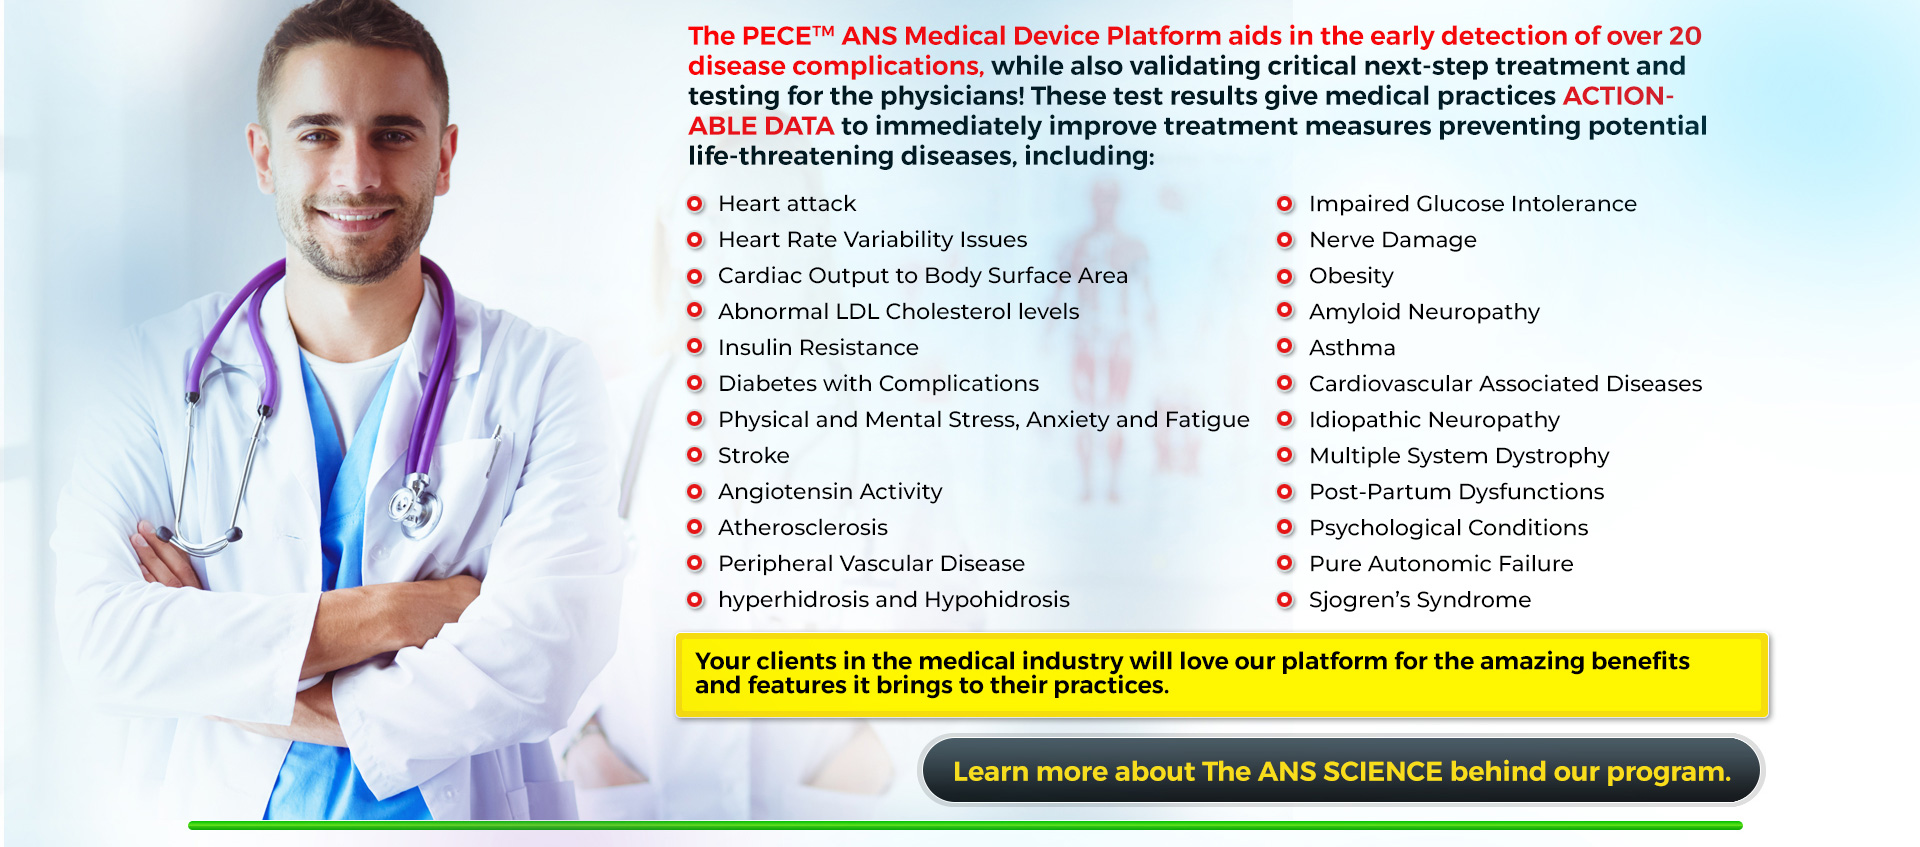 The PECE™ ANS Medical Device Platform aids in the early detection of over 20
disease complications, while also validating critical next-step treatment and
testing for the physicians! These test results give medical practices ACTION-
ABLE DATA to immediately improve treatment measures preventing potential
life-threatening diseases, including:
Heart attack
Heart Rate Variability Issues
Cardiac Output to Body Surface Area
Abnormal LDL Cholesterol levels
Insulin Resistance
Diabetes with Complications
Physical and Mental Stress, Anxiety and Fatigue
Stroke
Angiotensin Activity
Atherosclerosis
Peripheral Vascular Disease
hyperhidrosis and Hypohidrosis
Impaired Glucose Intolerance
Nerve Damage
Obesity
Amyloid Neuropathy
Asthma
Cardiovascular Associated Diseases
Idiopathic Neuropathy
Multiple System Dystrophy
Post-Partum Dysfunctions
Psychological Conditions
Pure Autonomic Failure
Sjogren’s Syndrome
Your clients in the medical industry will love our platform for the amazing benefits
and features it brings to their practices.
Learn more about The ANS SCIENCE behind our program.